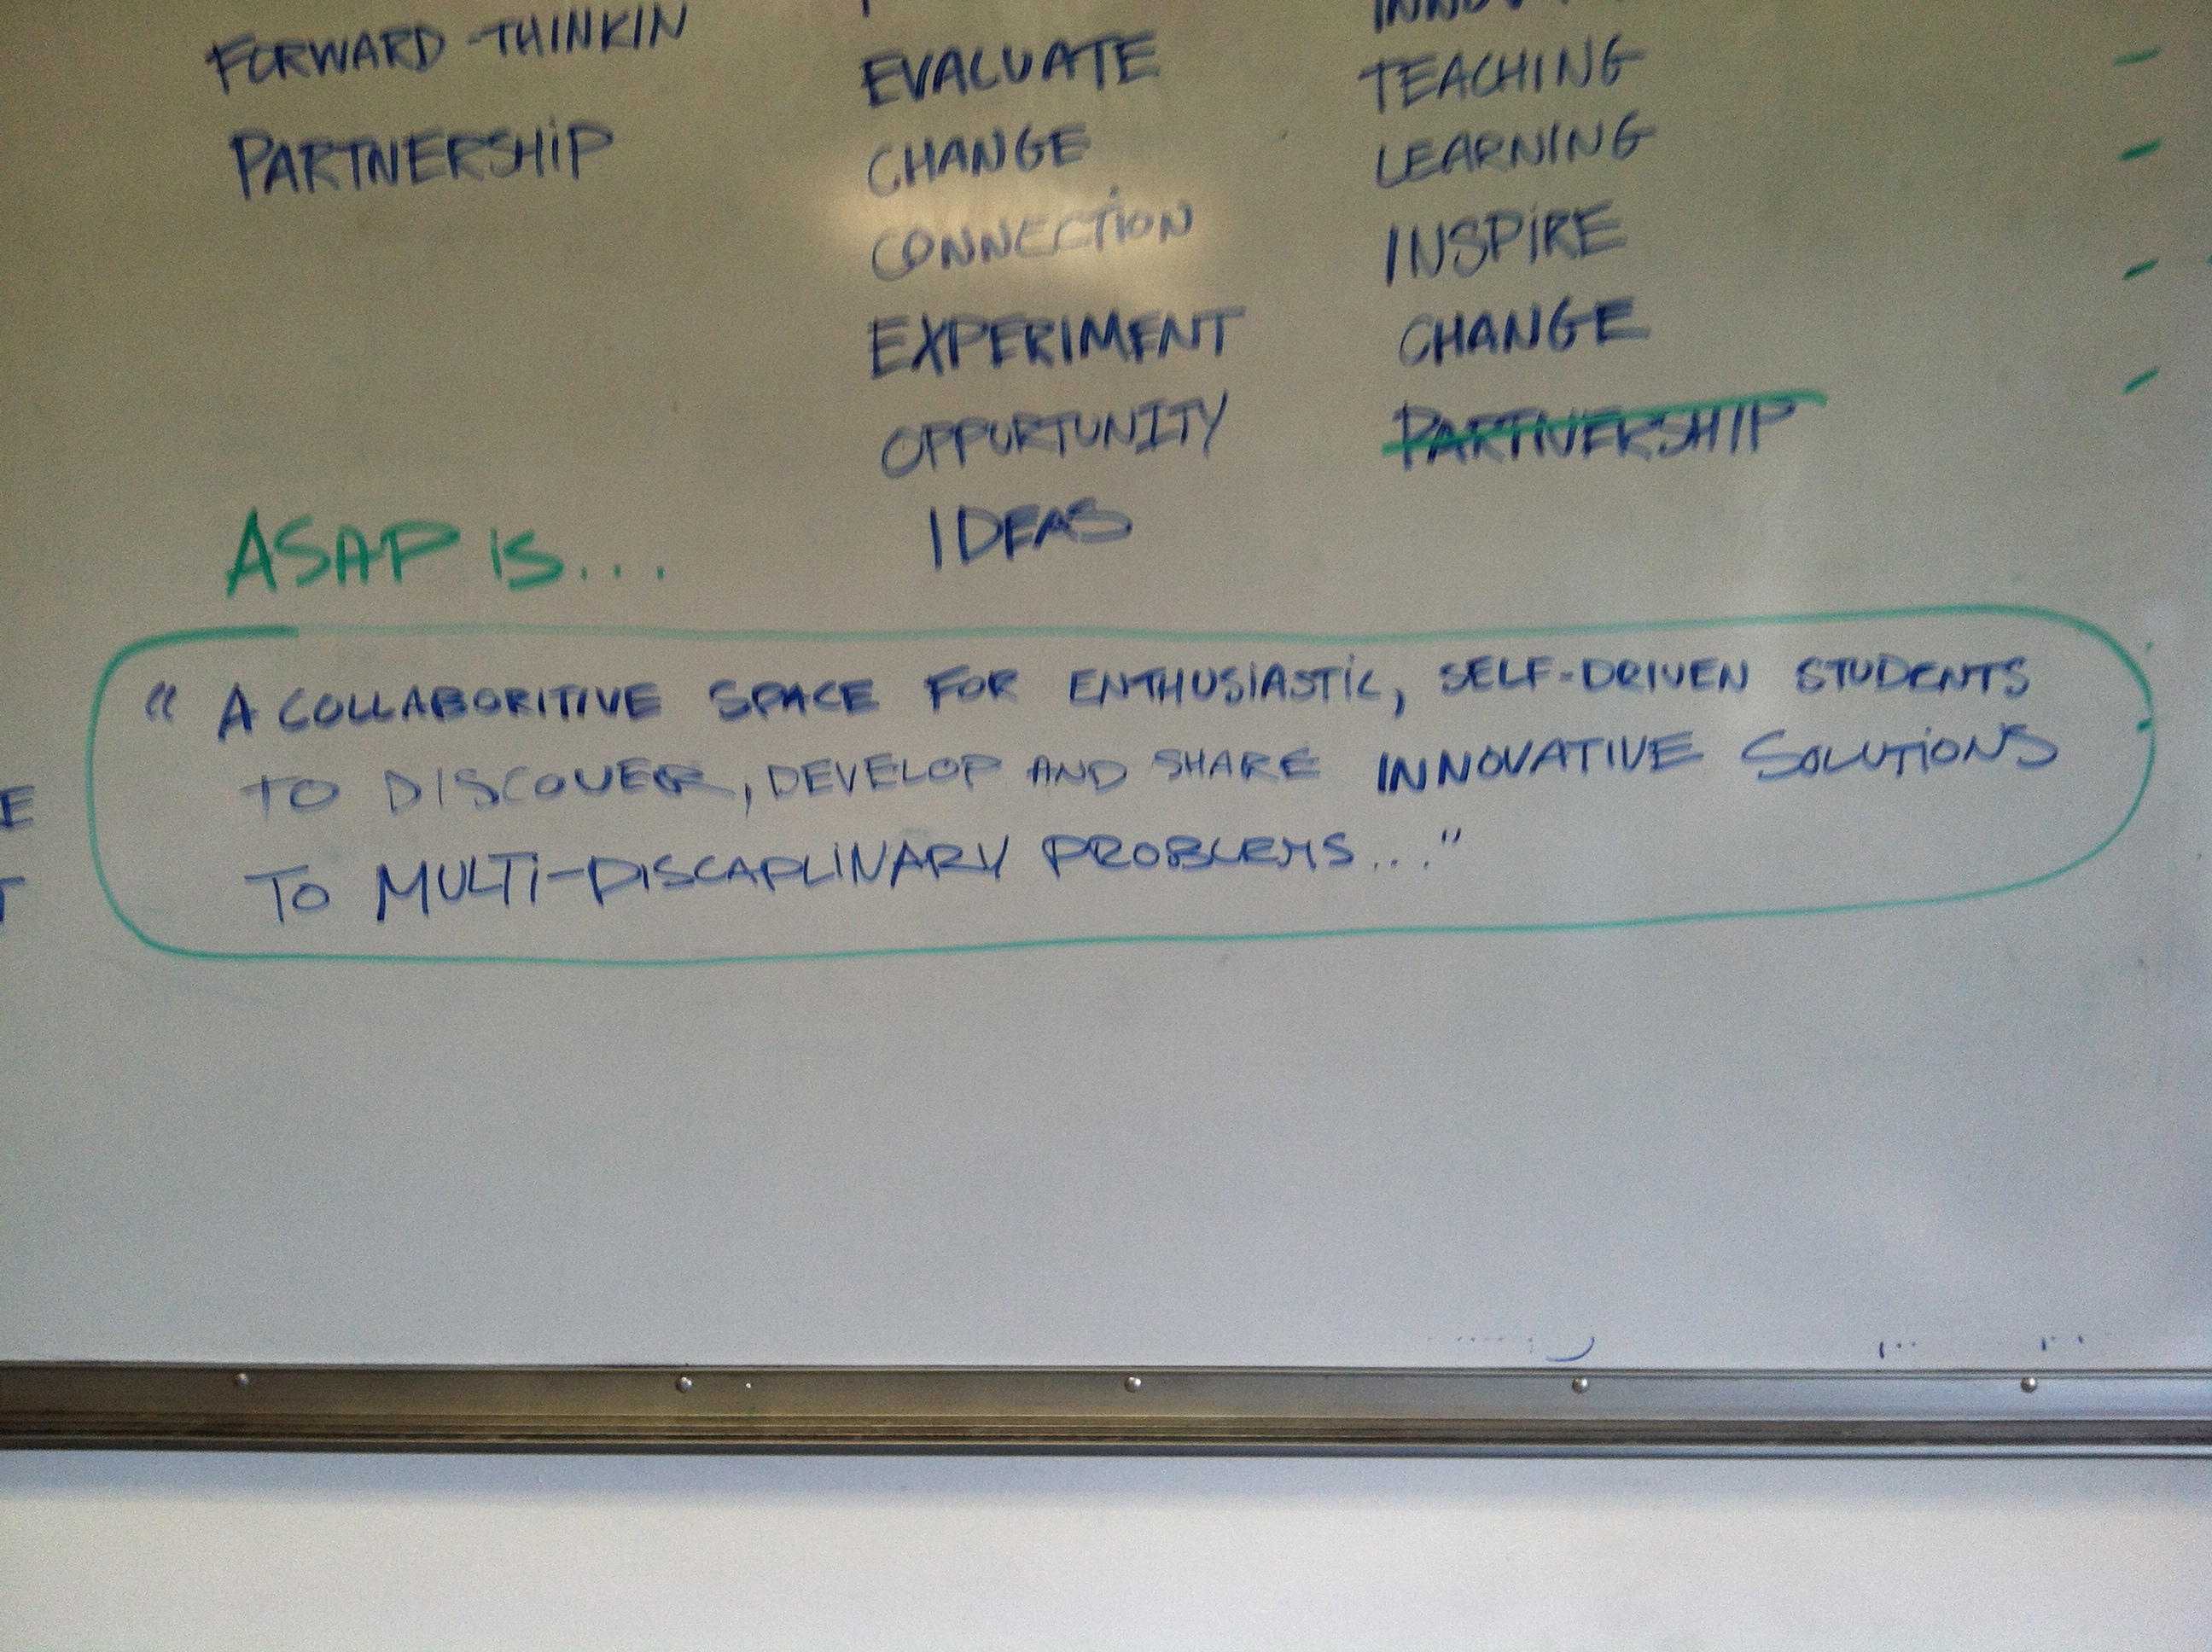 FORWARD-THINKIN
PARTNERSHIP
EVALUATE
CHANGE
CONNECTION
EXPERIMENT
OPPURTUNITY
IDEAS
TEACHING
LEARNING
INSPIRE
CHANGE
PARTNERSHIP
ASAP is...
"A COLLABORITIVE SPACE FOR ENTHUSIASTIC, SELF-DRIVEN STUDENTS
TO DISCOVER, DEVELOP AND SHARE INNOVATIVE SOLUTIONS
TO MULTI-DISCAPLINARY PROBLEMS..."